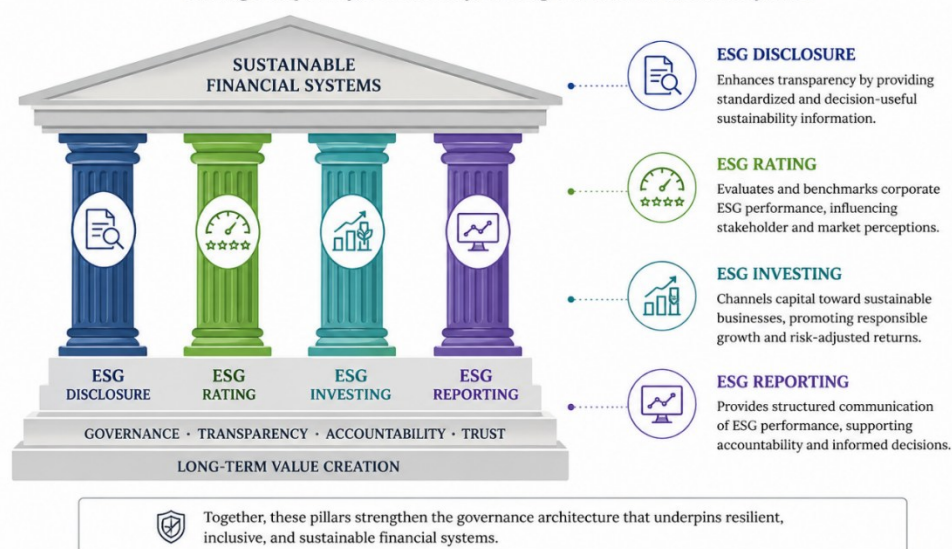 SUSTAINABLE
FINANCIAL SYSTEMS
ESG
DISCLOSURE
ESG
RATING
ESG
INVESTING
ESG
REPORTING
GOVERNANCE · TRANSPARENCY · ACCOUNTABILITY · TRUST
LONG-TERM VALUE CREATION
ESG DISCLOSURE
Enhances transparency by providing
standardized and decision-useful
sustainability information.
ESG RATING
Evaluates and benchmarks corporate
ESG performance, influencing
stakeholder and market perceptions.
ESG INVESTING
Channels capital toward sustainable
businesses, promoting responsible
growth and risk-adjusted returns.
ESG REPORTING
Provides structured communication
of ESG performance, supporting
accountability and informed decisions.
Together, these pillars strengthen the governance architecture that underpins resilient,
inclusive, and sustainable financial systems.